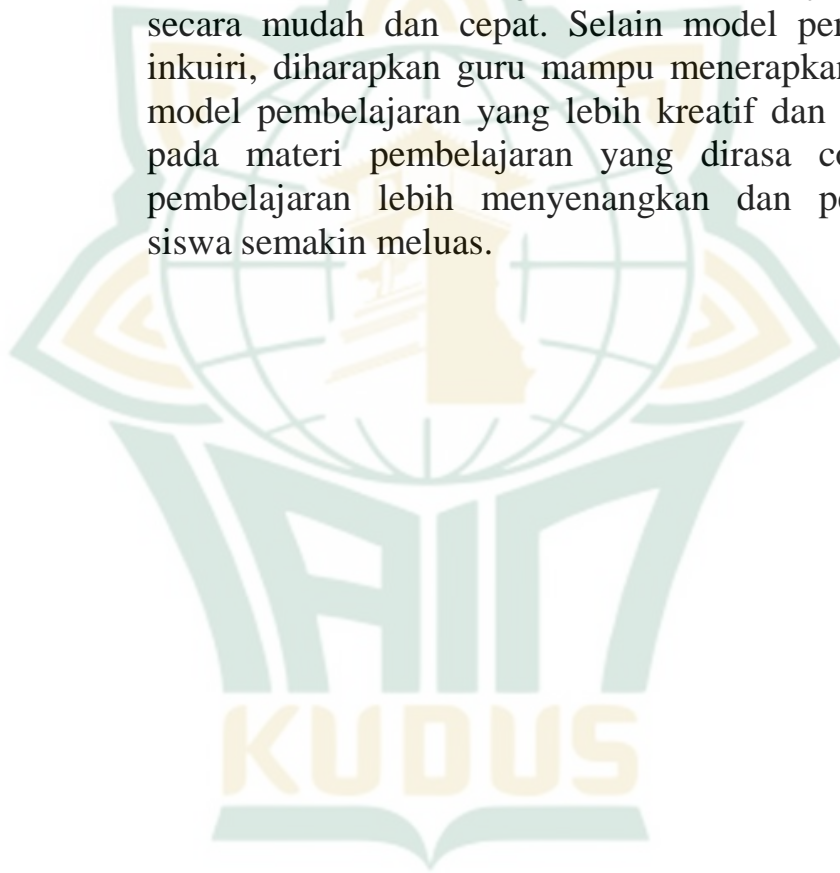 secara mudah dan cepat. Selain model
inkuiri, diharapkan guru mampu
model pembelajaran yang lebih kreatif dan
pada materi pembelajaran yang dirasa
pembelajaran lebih menyenangkan dan
siswa semakin meluas.
IAIN
KUDUS